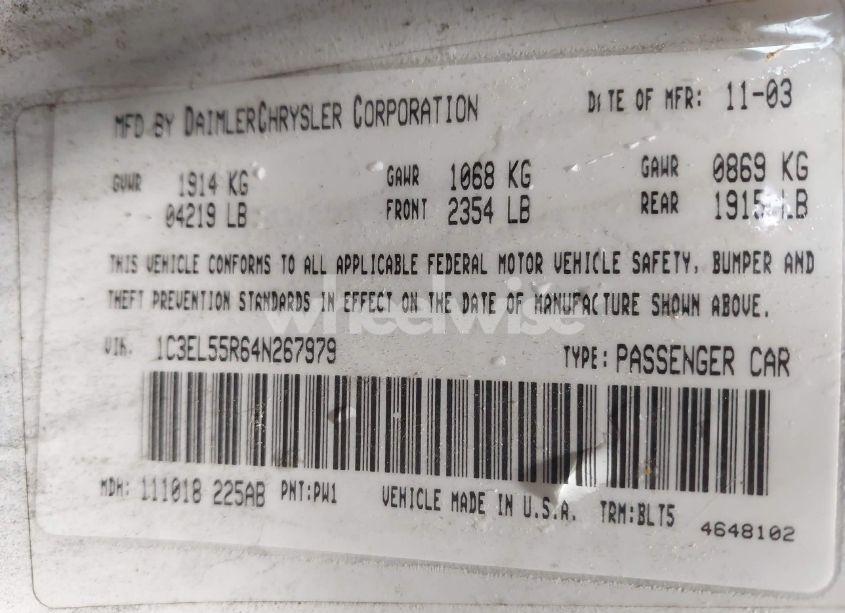 MFD BY DAIMLERCHRYSLER CORPORATION DATE OF MFR: 11-03
GVWR 1914 KG GAWR 1068 KG GAWR 0869 KG
04219 LB FRONT 2354 LB REAR 1915 LB
THIS VEHICLE CONFORMS TO ALL APPLICABLE FEDERAL MOTOR VEHICLE SAFETY, BUMPER AND
THEFT PREVENTION STANDARDS IN EFFECT ON THE DATE OF MANUFACTURE SHOWN ABOVE.
wheelwise
VIN. 1C3EL55R64N267979 TYPE: PASSENGER CAR
MDH: 111018 225AB PNT:PW1 VEHICLE MADE IN U.S.A. TRM:BLT5
4648102